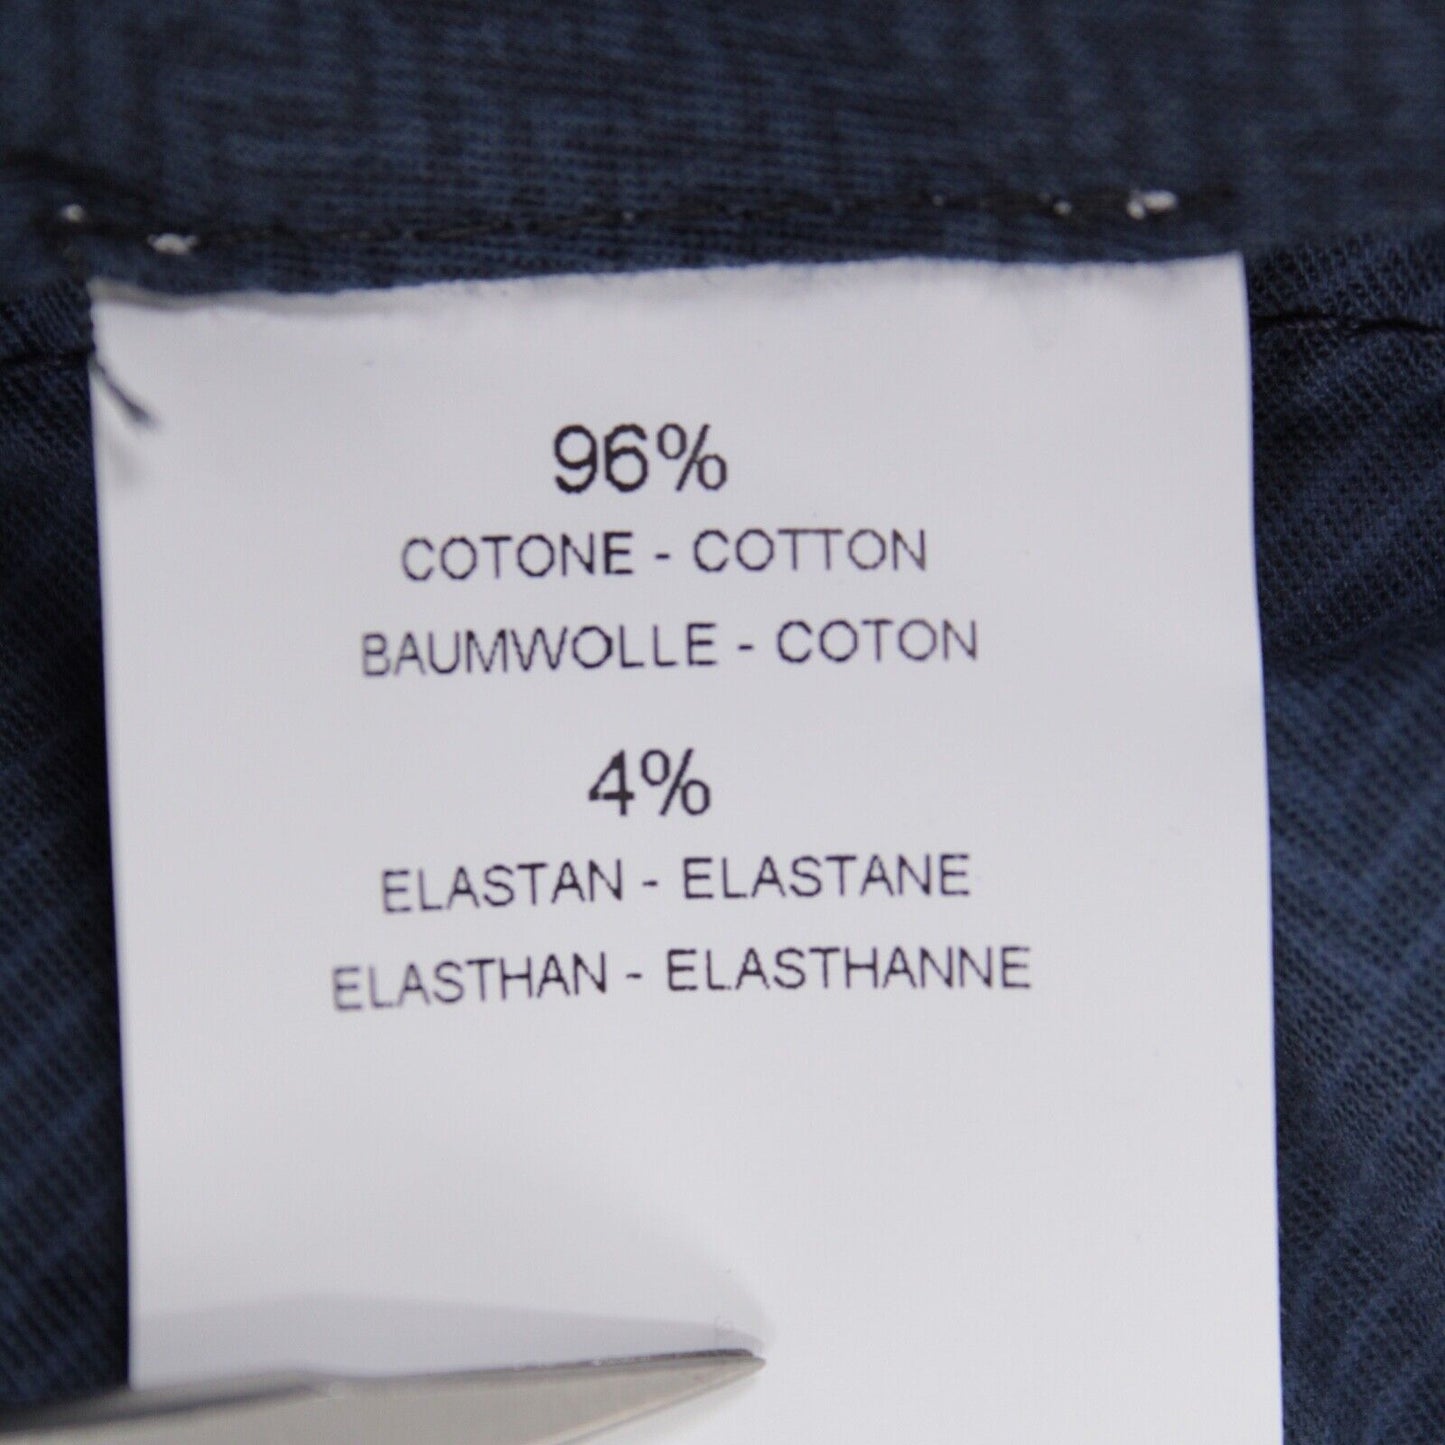 96%
COTONE - COTTON
BAUMWOLLE - COTON
4%
ELASTAN - ELASTANE
ELASTHAN - ELASTHANNE